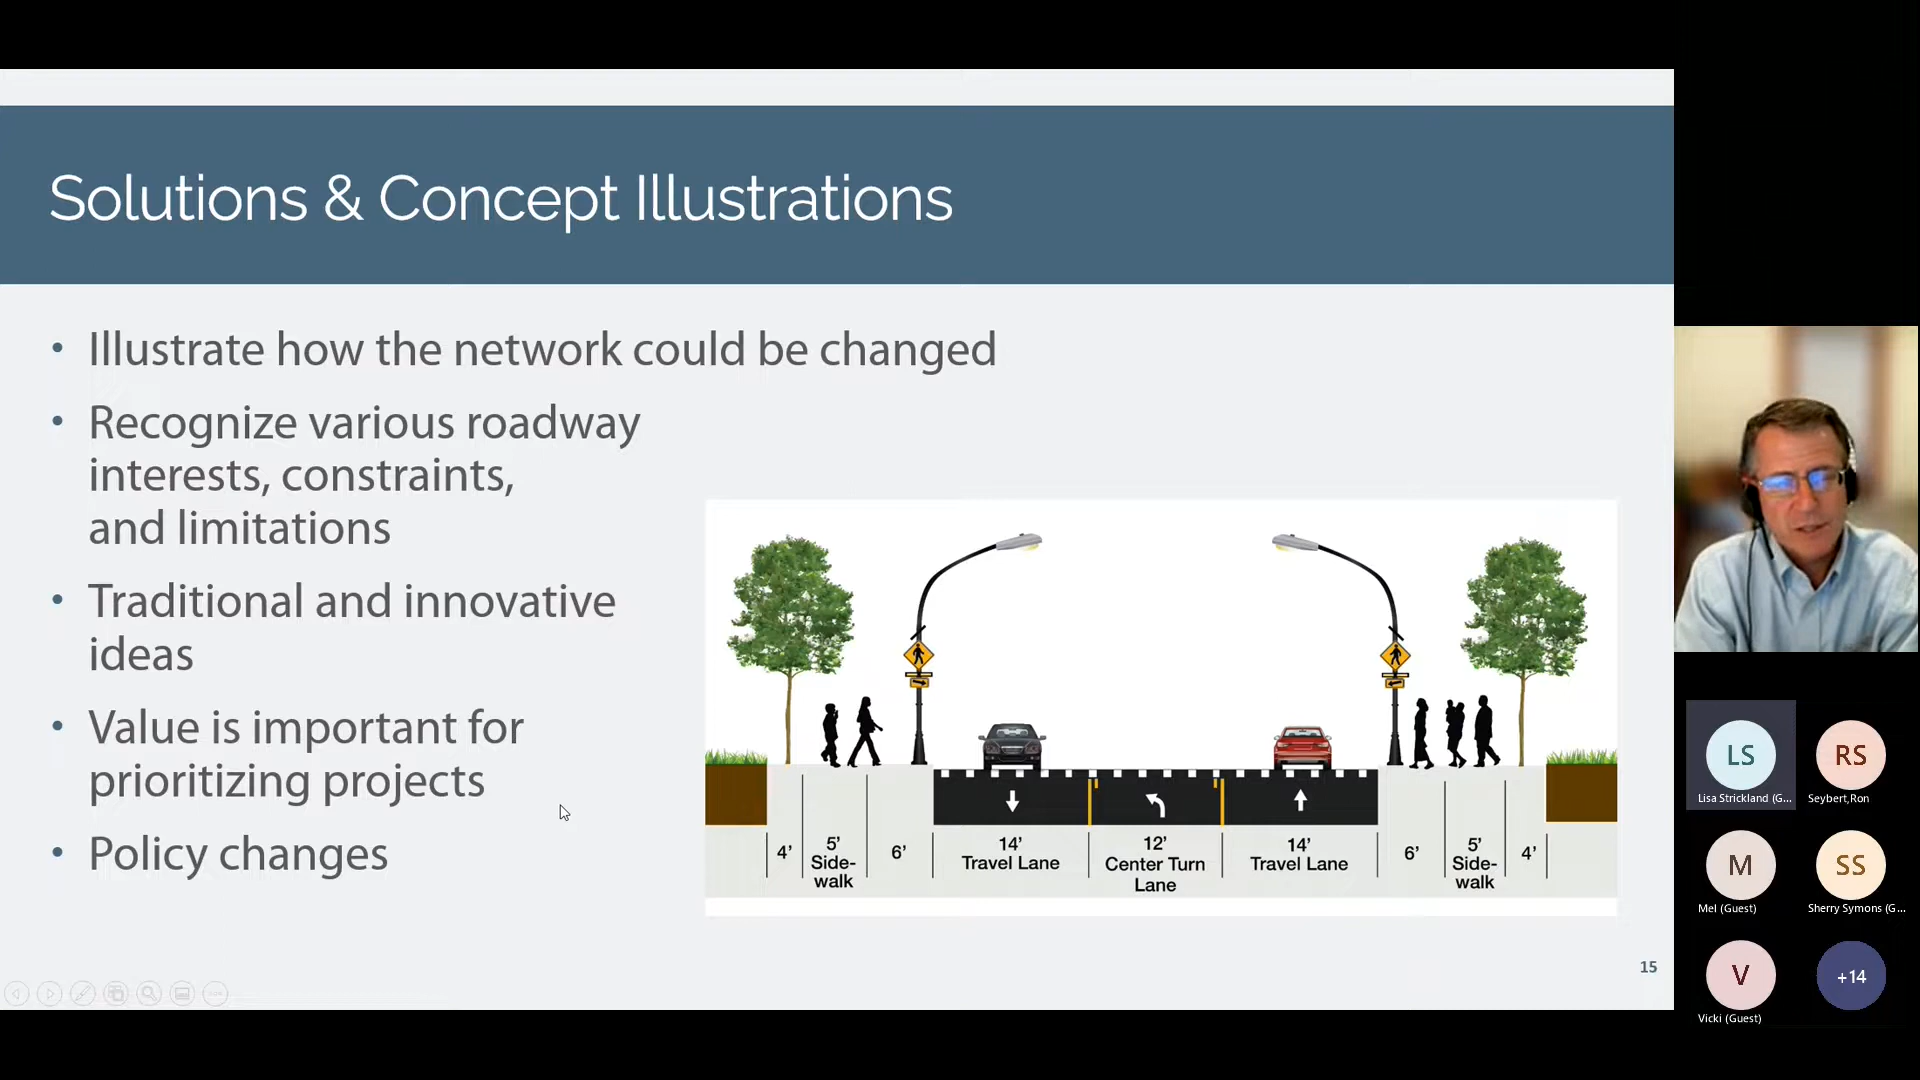 Solutions & Concept Illustrations
• Illustrate how the network could be changed
• Recognize various roadway
interests, constraints,
and limitations
• Traditional and innovative
ideas
• Value is important for
prioritizing projects
• Policy changes
4’
5’
Side-
walk
6’
14’
Travel Lane
12’
Center Turn
Lane
14’
Travel Lane
6’
5’
Side-
walk
4’
15
LS
Lisa Strickland (G...
RS
Seybert,Ron
M
Mel (Guest)
SS
Sherry Symons (G...
V
Vicki (Guest)
+14